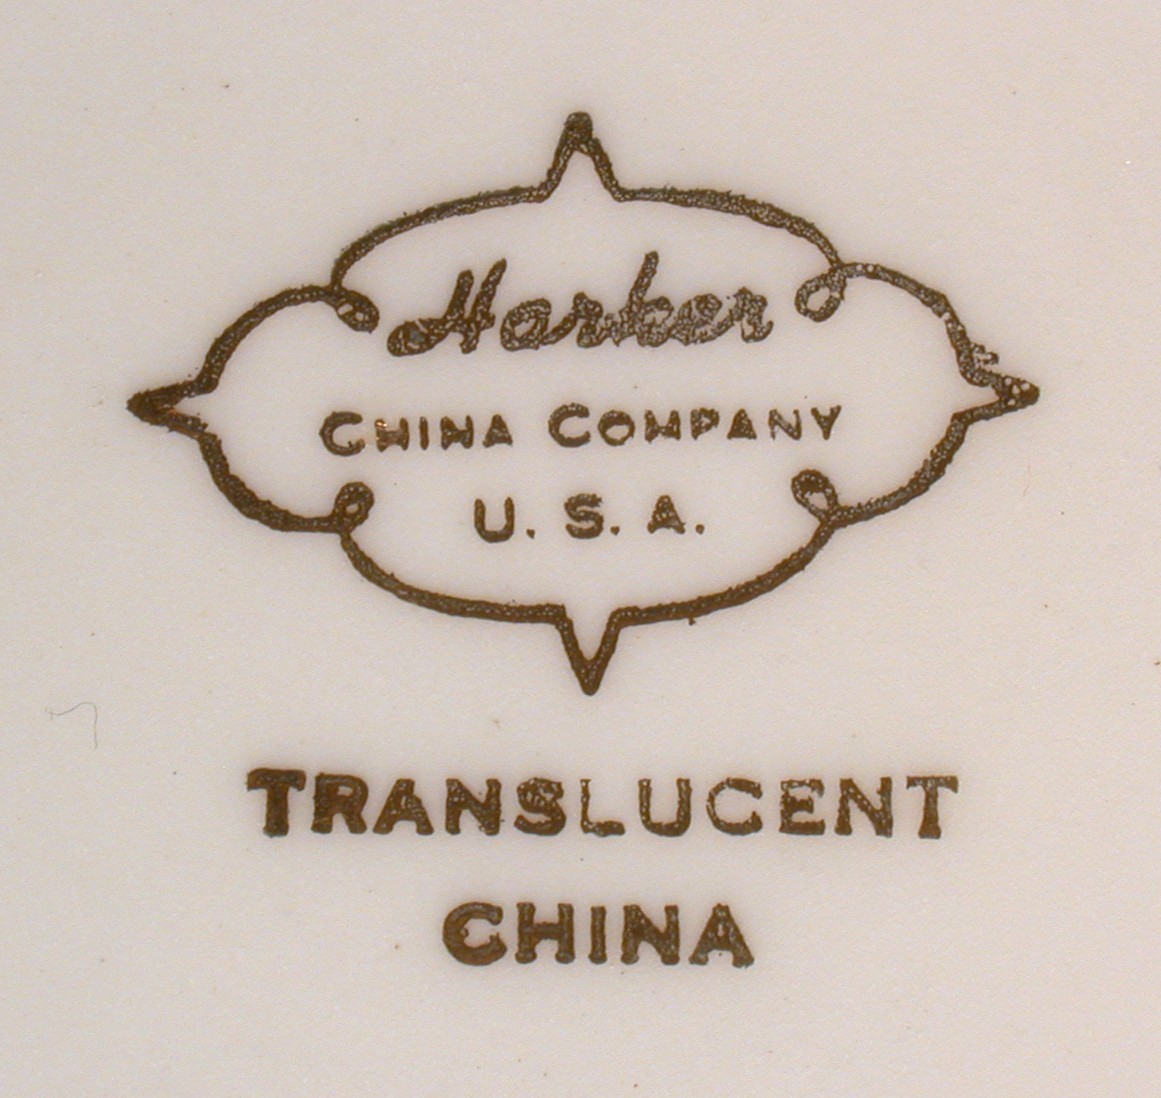 Harker
CHINA COMPANY
U. S. A.
TRANSLUCENT
CHINA